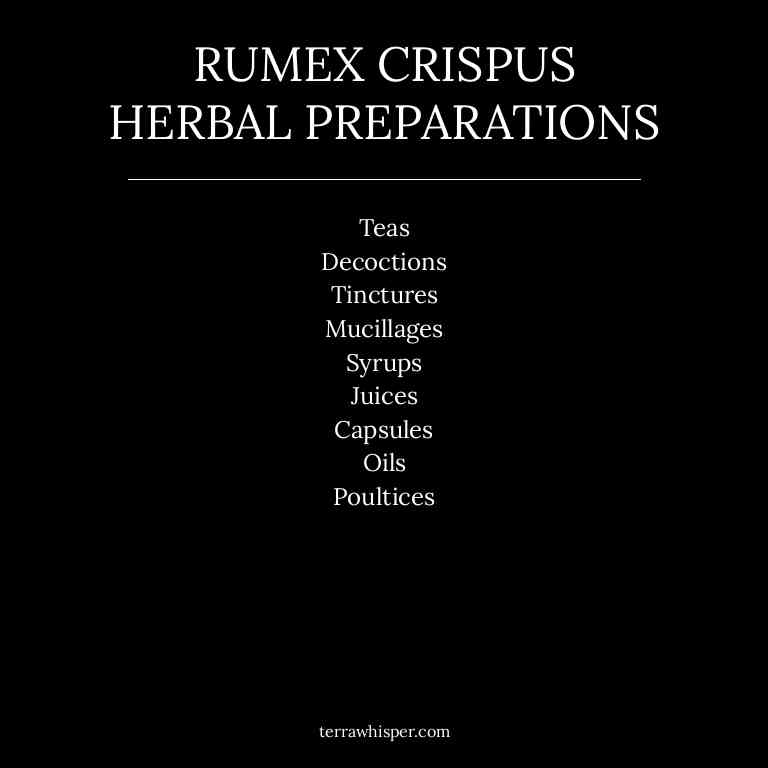 RUMEX CRISPUS
HERBAL PREPARATIONS
Teas
Decoctions
Tinctures
Mucillages
Syrups
Juices
Capsules
Oils
Poultices
terrawhisper.com